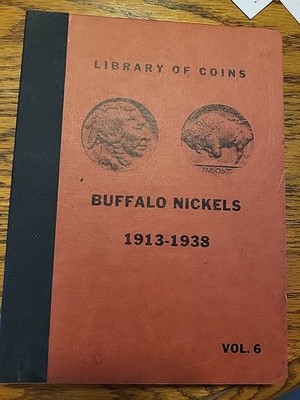 LIBRARY OF COINS
BUFFALO NICKELS
1913-1938
VOL. 6